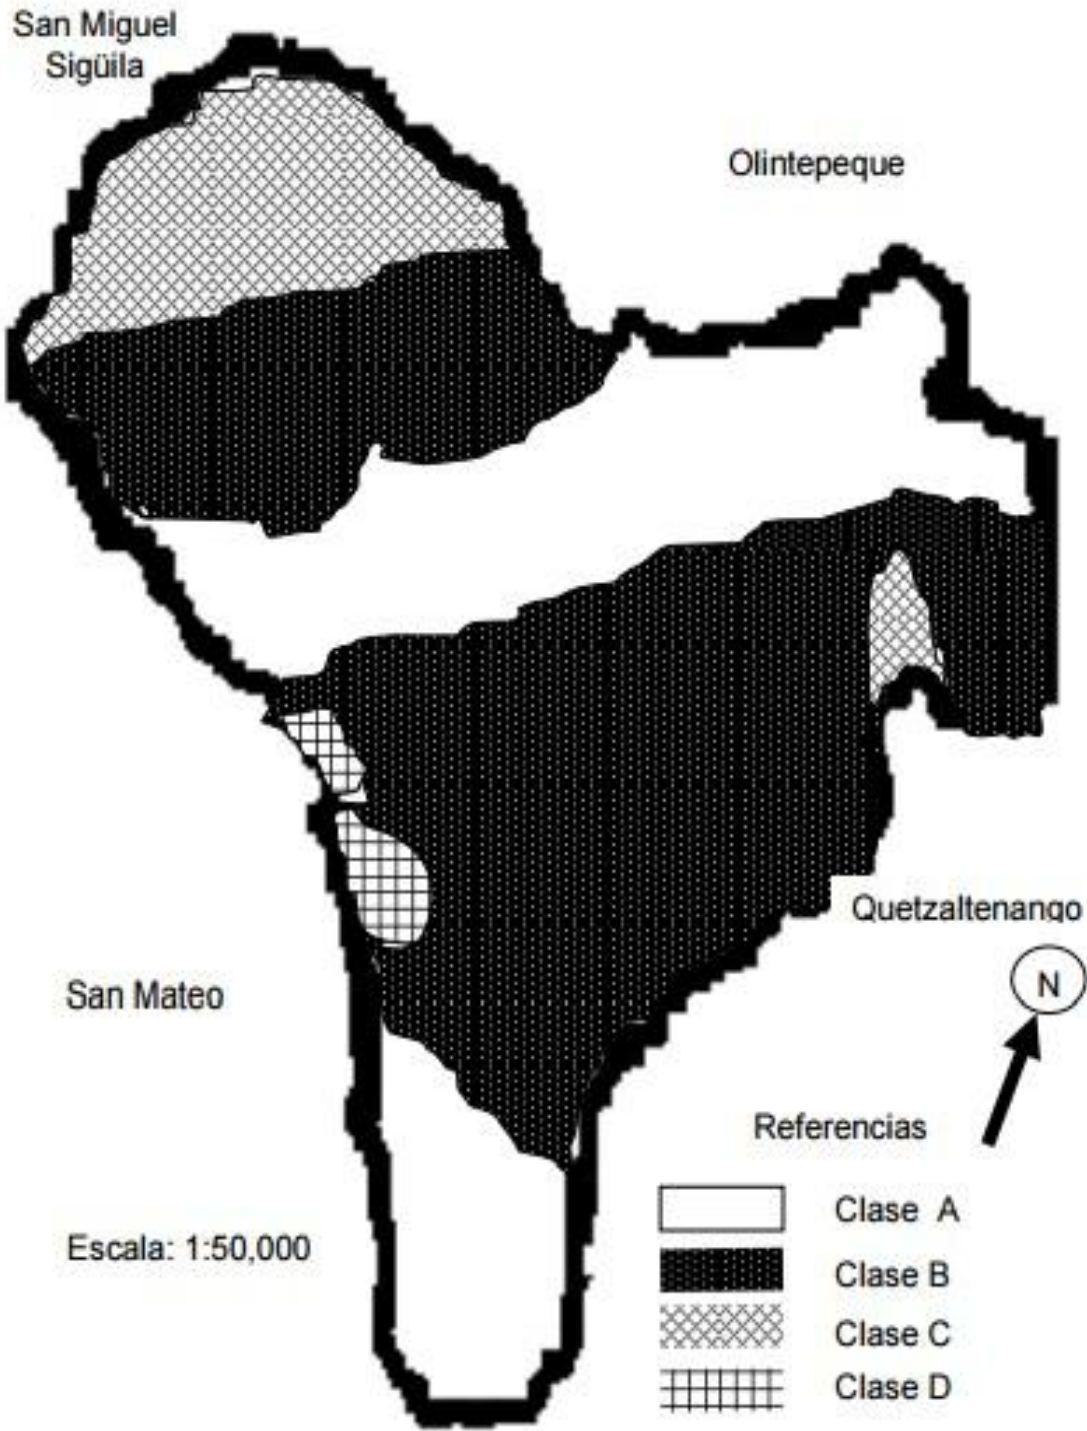 San Miguel
Sigüila
Olintepeque
Quetzaltenango
N
San Mateo
Referencias
Clase A
Escala: 1:50,000
Clase B
Clase C
Clase D